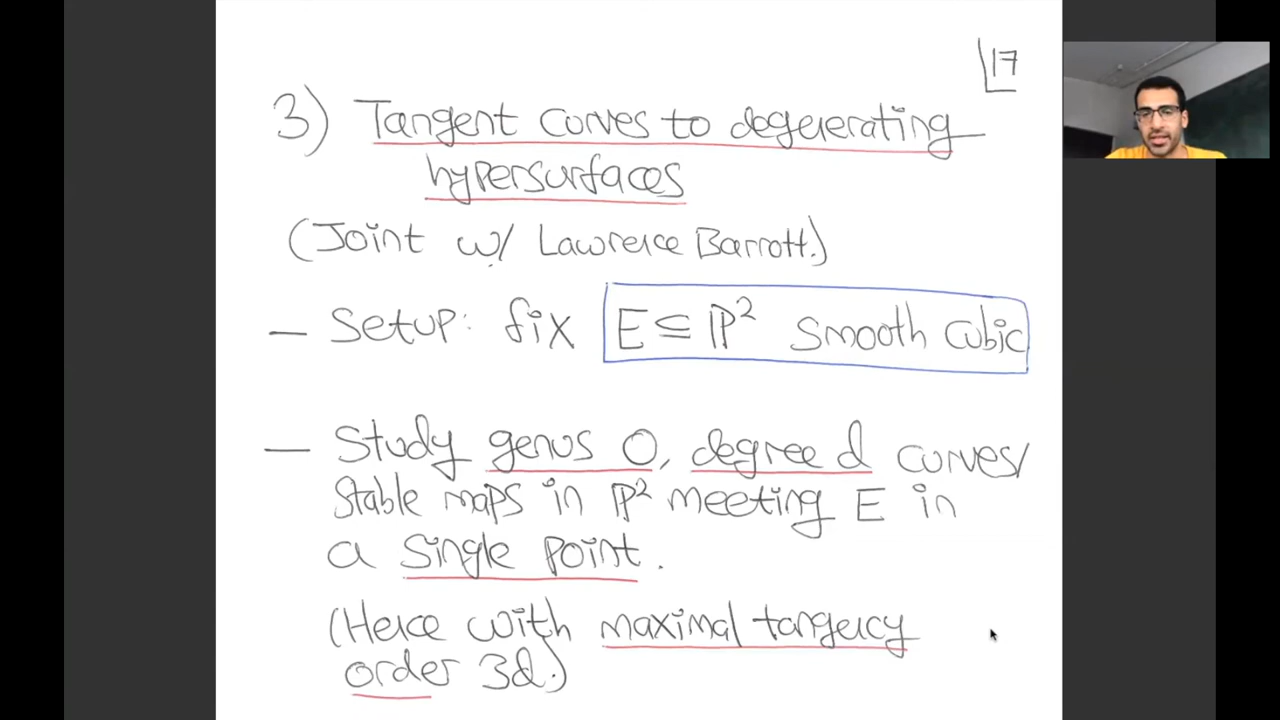 17
3) Tangent curves to degenerating
hypersurfaces
(Joint w/ Lawrence Barrott.)
— Setup: fix E ⊆ ℙ² smooth cubic
— Study genus 0, degree d curves/
stable maps in ℙ² meeting E in
a single point.
(Hence with maximal tangency
order 3d.)